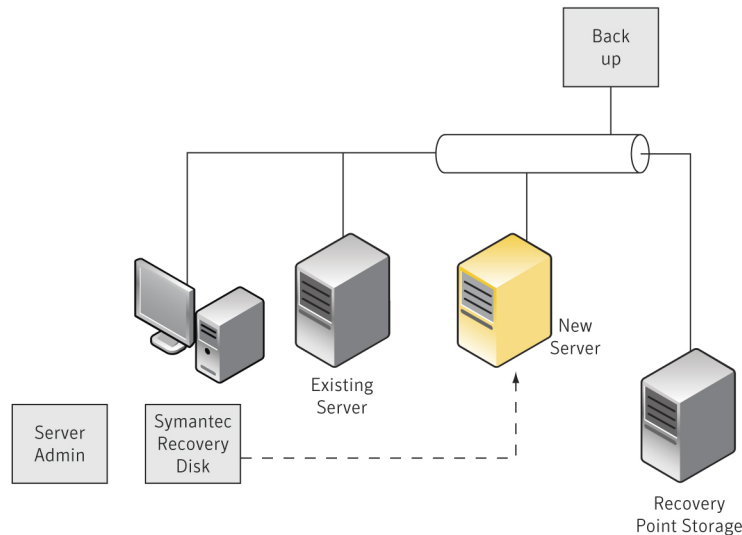 Back
up
New
Server
Existing
Server
Server
Admin
Symantec
Recovery
Disk
Recovery
Point Storage